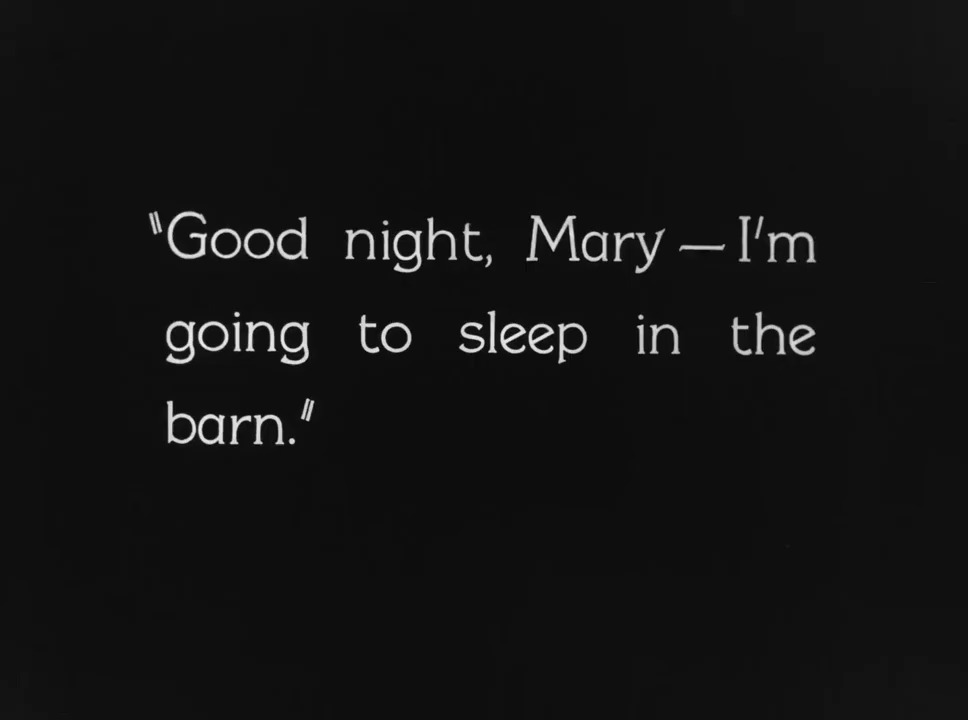 "Good night, Mary — I'm
going to sleep in the
barn."